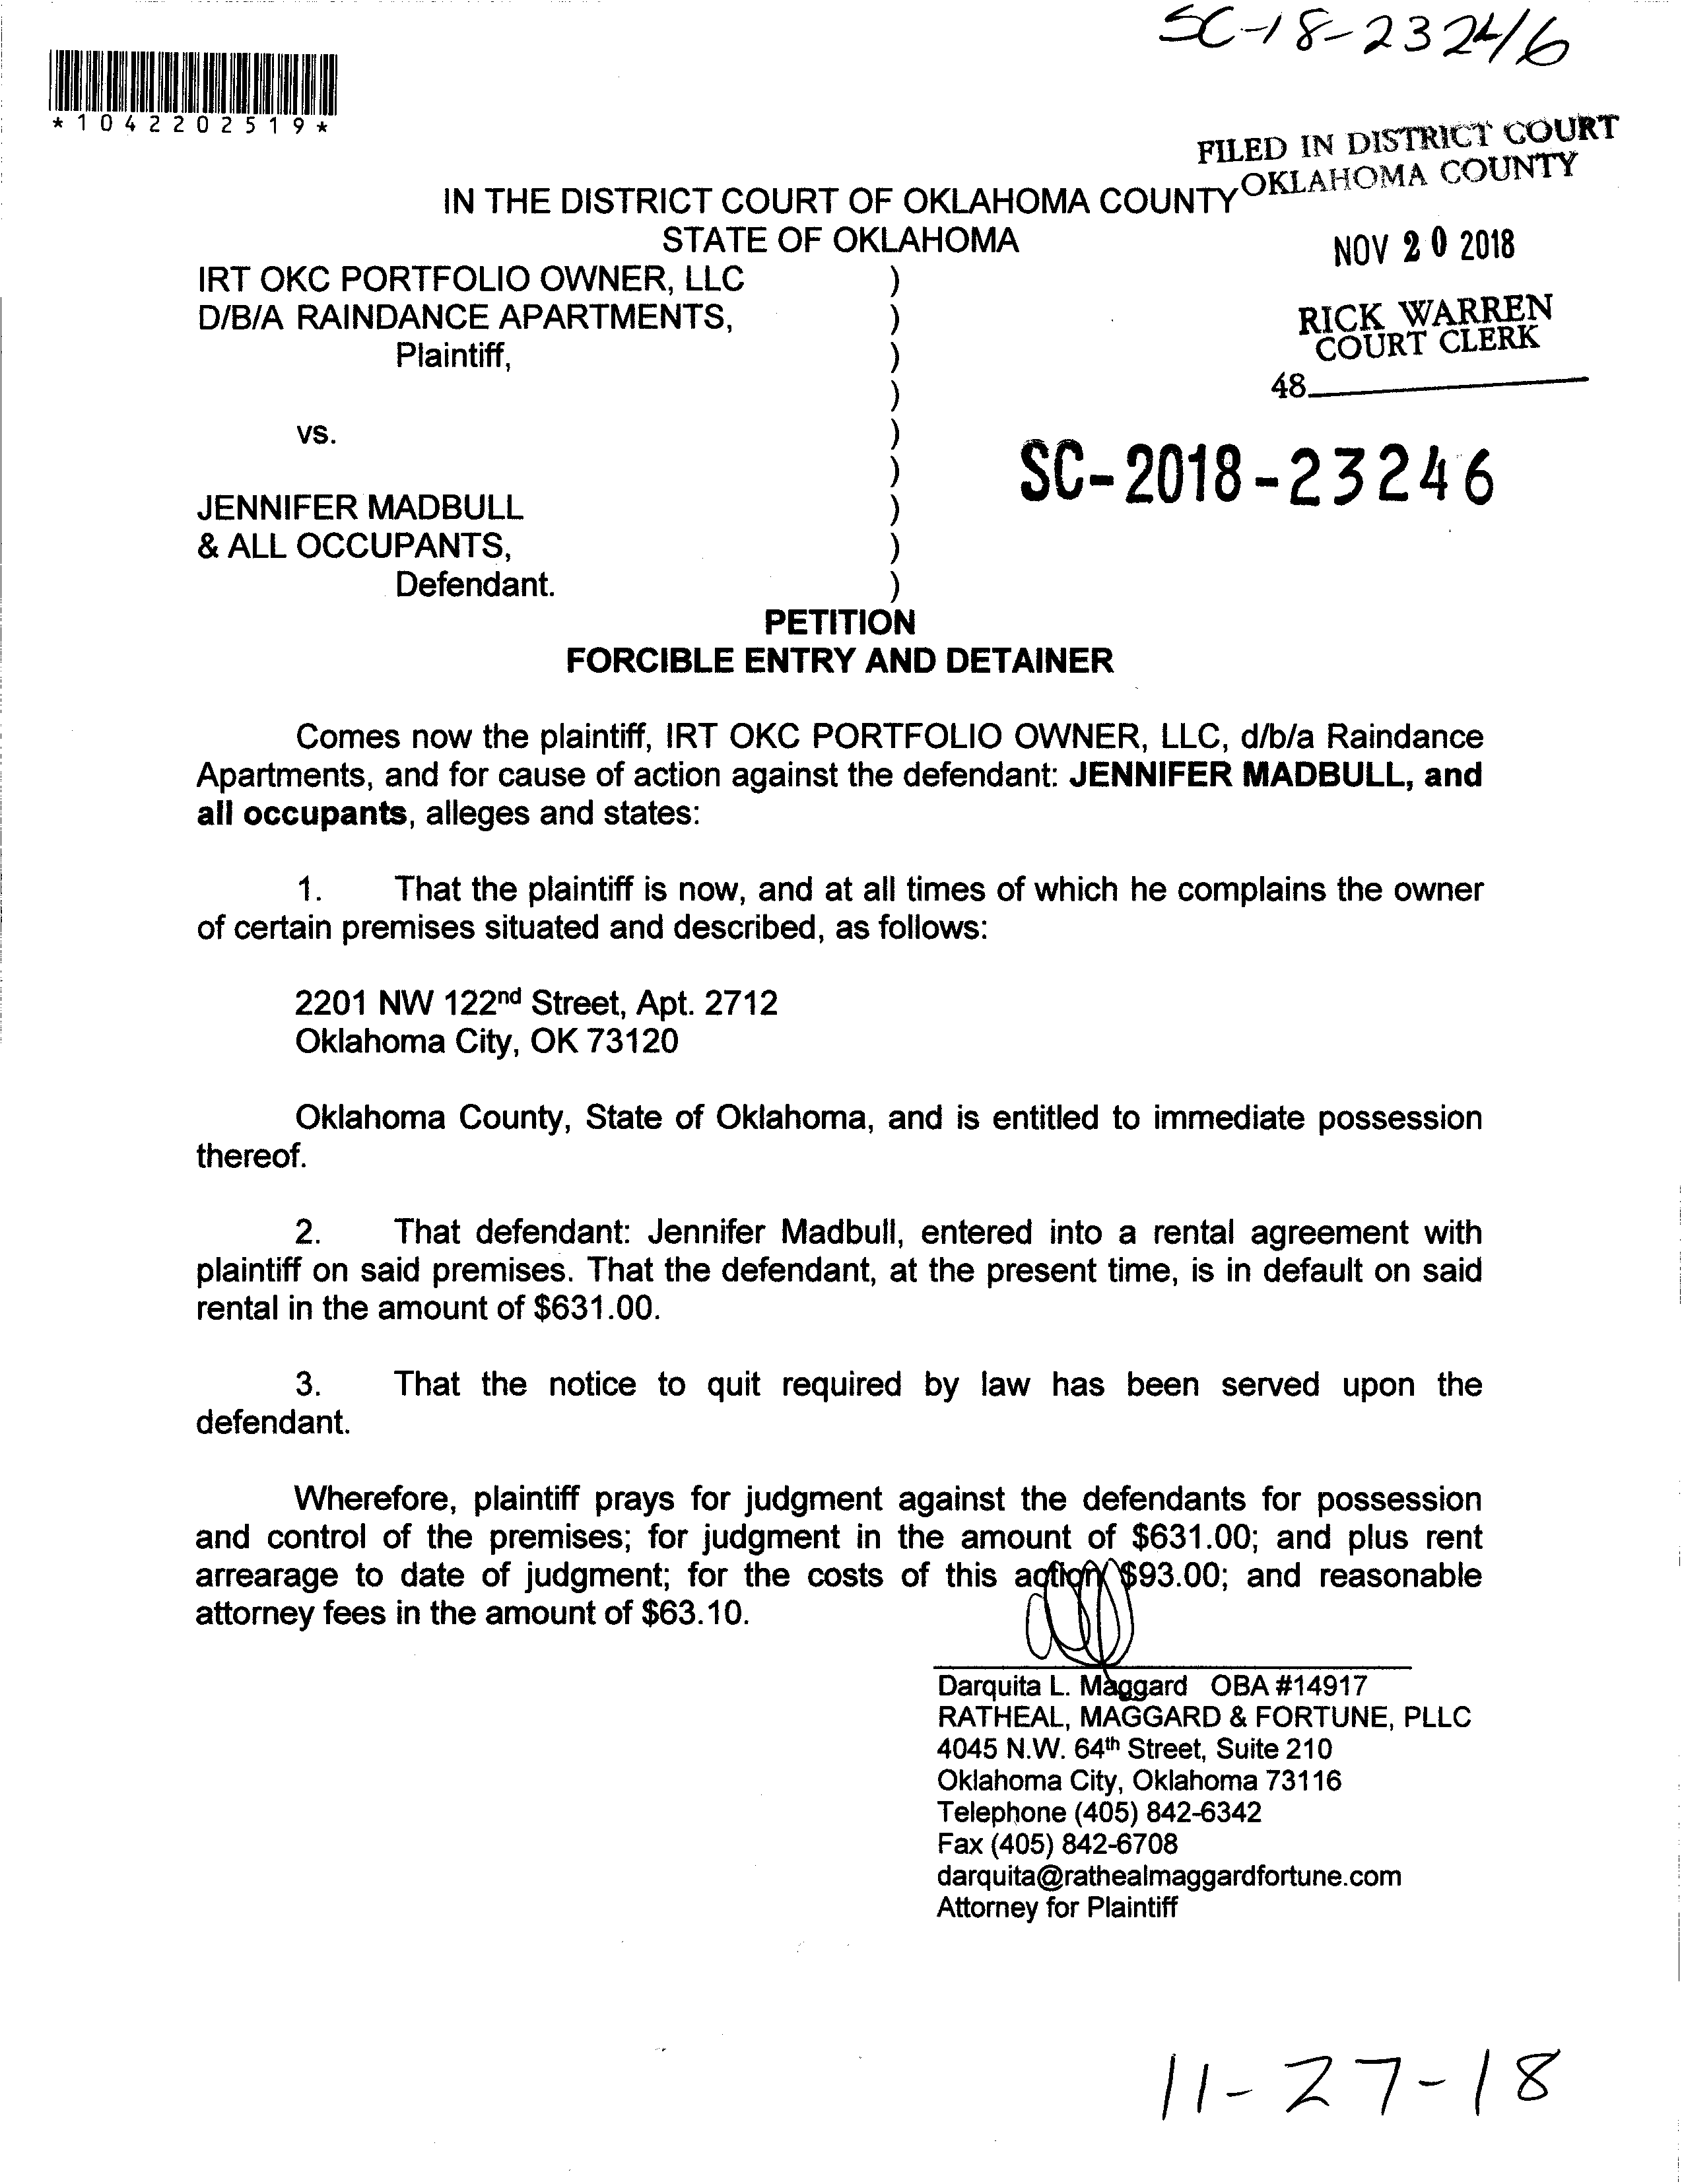 SC-18-23246
*1042202519*
FILED IN DISTRICT COURT
OKLAHOMA COUNTY
IN THE DISTRICT COURT OF OKLAHOMA COUNTY
STATE OF OKLAHOMA
NOV 20 2018
IRT OKC PORTFOLIO OWNER, LLC )
D/B/A RAINDANCE APARTMENTS, )
RICK WARREN
COURT CLERK
Plaintiff, )
48
)
vs. )
SC-2018-23246
)
JENNIFER MADBULL )
& ALL OCCUPANTS, )
Defendant. )
PETITION
FORCIBLE ENTRY AND DETAINER
Comes now the plaintiff, IRT OKC PORTFOLIO OWNER, LLC, d/b/a Raindance
Apartments, and for cause of action against the defendant: JENNIFER MADBULL, and
all occupants, alleges and states:
1. That the plaintiff is now, and at all times of which he complains the owner
of certain premises situated and described, as follows:
2201 NW 122nd Street, Apt. 2712
Oklahoma City, OK 73120
Oklahoma County, State of Oklahoma, and is entitled to immediate possession
thereof.
2. That defendant: Jennifer Madbull, entered into a rental agreement with
plaintiff on said premises. That the defendant, at the present time, is in default on said
rental in the amount of $631.00.
3. That the notice to quit required by law has been served upon the
defendant.
Wherefore, plaintiff prays for judgment against the defendants for possession
and control of the premises; for judgment in the amount of $631.00; and plus rent
arrearage to date of judgment; for the costs of this action $93.00; and reasonable
attorney fees in the amount of $63.10.
Darquita L. Maggard OBA #14917
RATHEAL, MAGGARD & FORTUNE, PLLC
4045 N.W. 64th Street, Suite 210
Oklahoma City, Oklahoma 73116
Telephone (405) 842-6342
Fax (405) 842-6708
darquita@rathealmaggardfortune.com
Attorney for Plaintiff
11-27-18